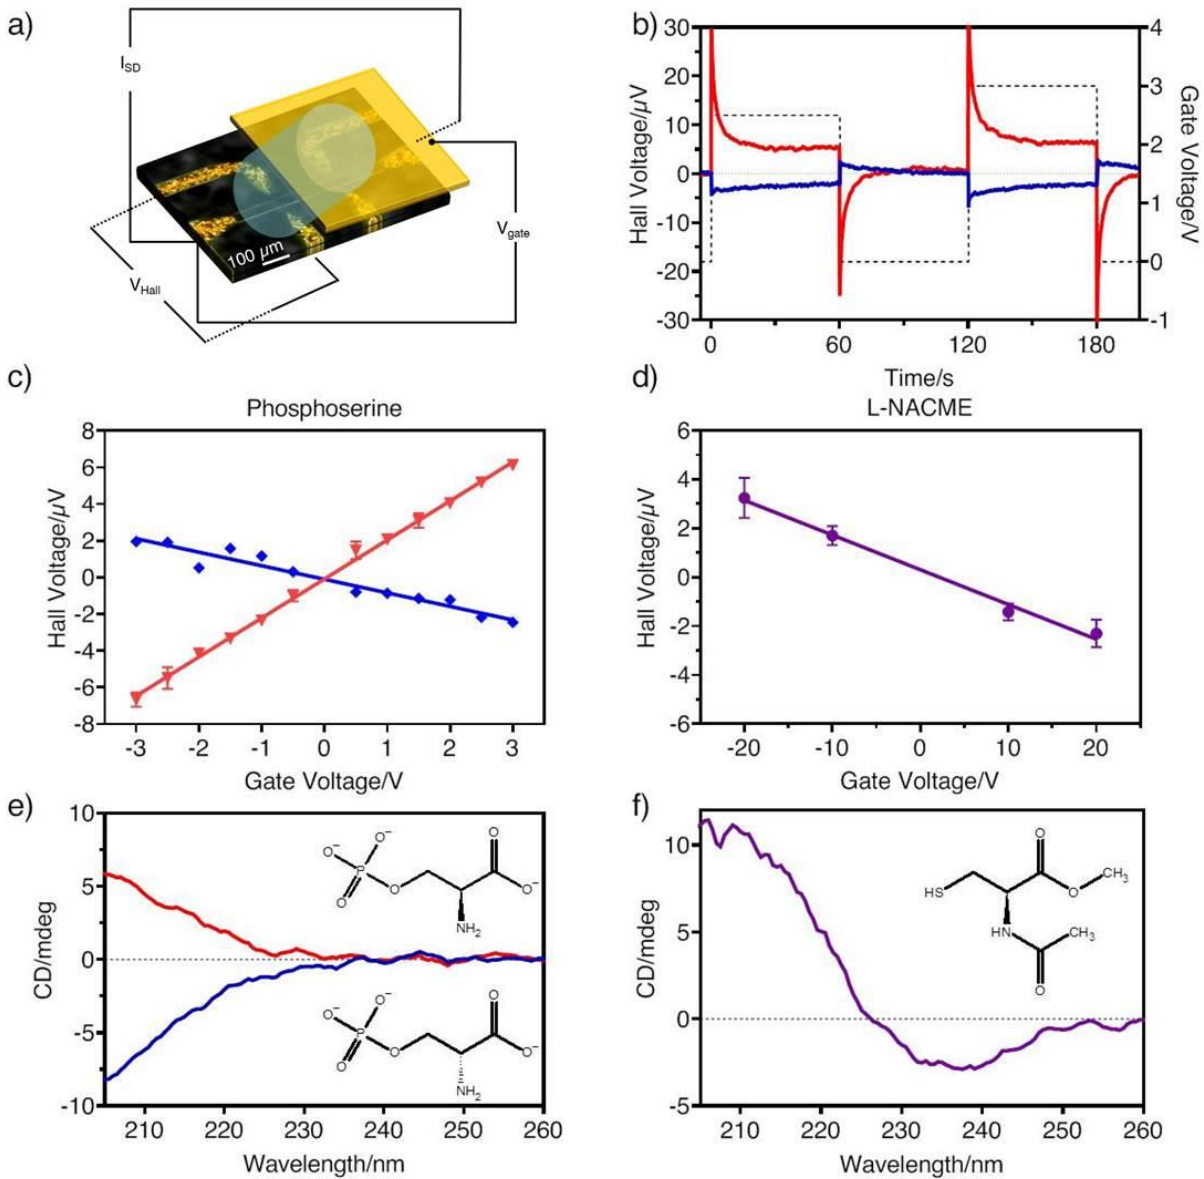 a)
I_SD
V_gate
V_Hall
100 µm
b)
30
20
10
0
-10
-20
-30
Hall Voltage/µV
4
3
2
1
0
-1
Gate Voltage/V
0 60 120 180
Time/s
c)
Phosphoserine
8
6
4
2
0
-2
-4
-6
-8
Hall Voltage/µV
-3 -2 -1 0 1 2 3
Gate Voltage/V
d)
L-NACME
6
4
2
0
-2
-4
-6
Hall Voltage/µV
-20 -10 0 10 20
Gate Voltage/V
e)
10
5
0
-5
-10
CD/mdeg
O⁻
O⁻
P
O
O
O
O⁻
NH₂
O⁻
O⁻
P
O
O
O
O⁻
NH₂
210 220 230 240 250 260
Wavelength/nm
f)
10
5
0
-5
CD/mdeg
O
HS
O
CH₃
HN
CH₃
O
210 220 230 240 250 260
Wavelength/nm